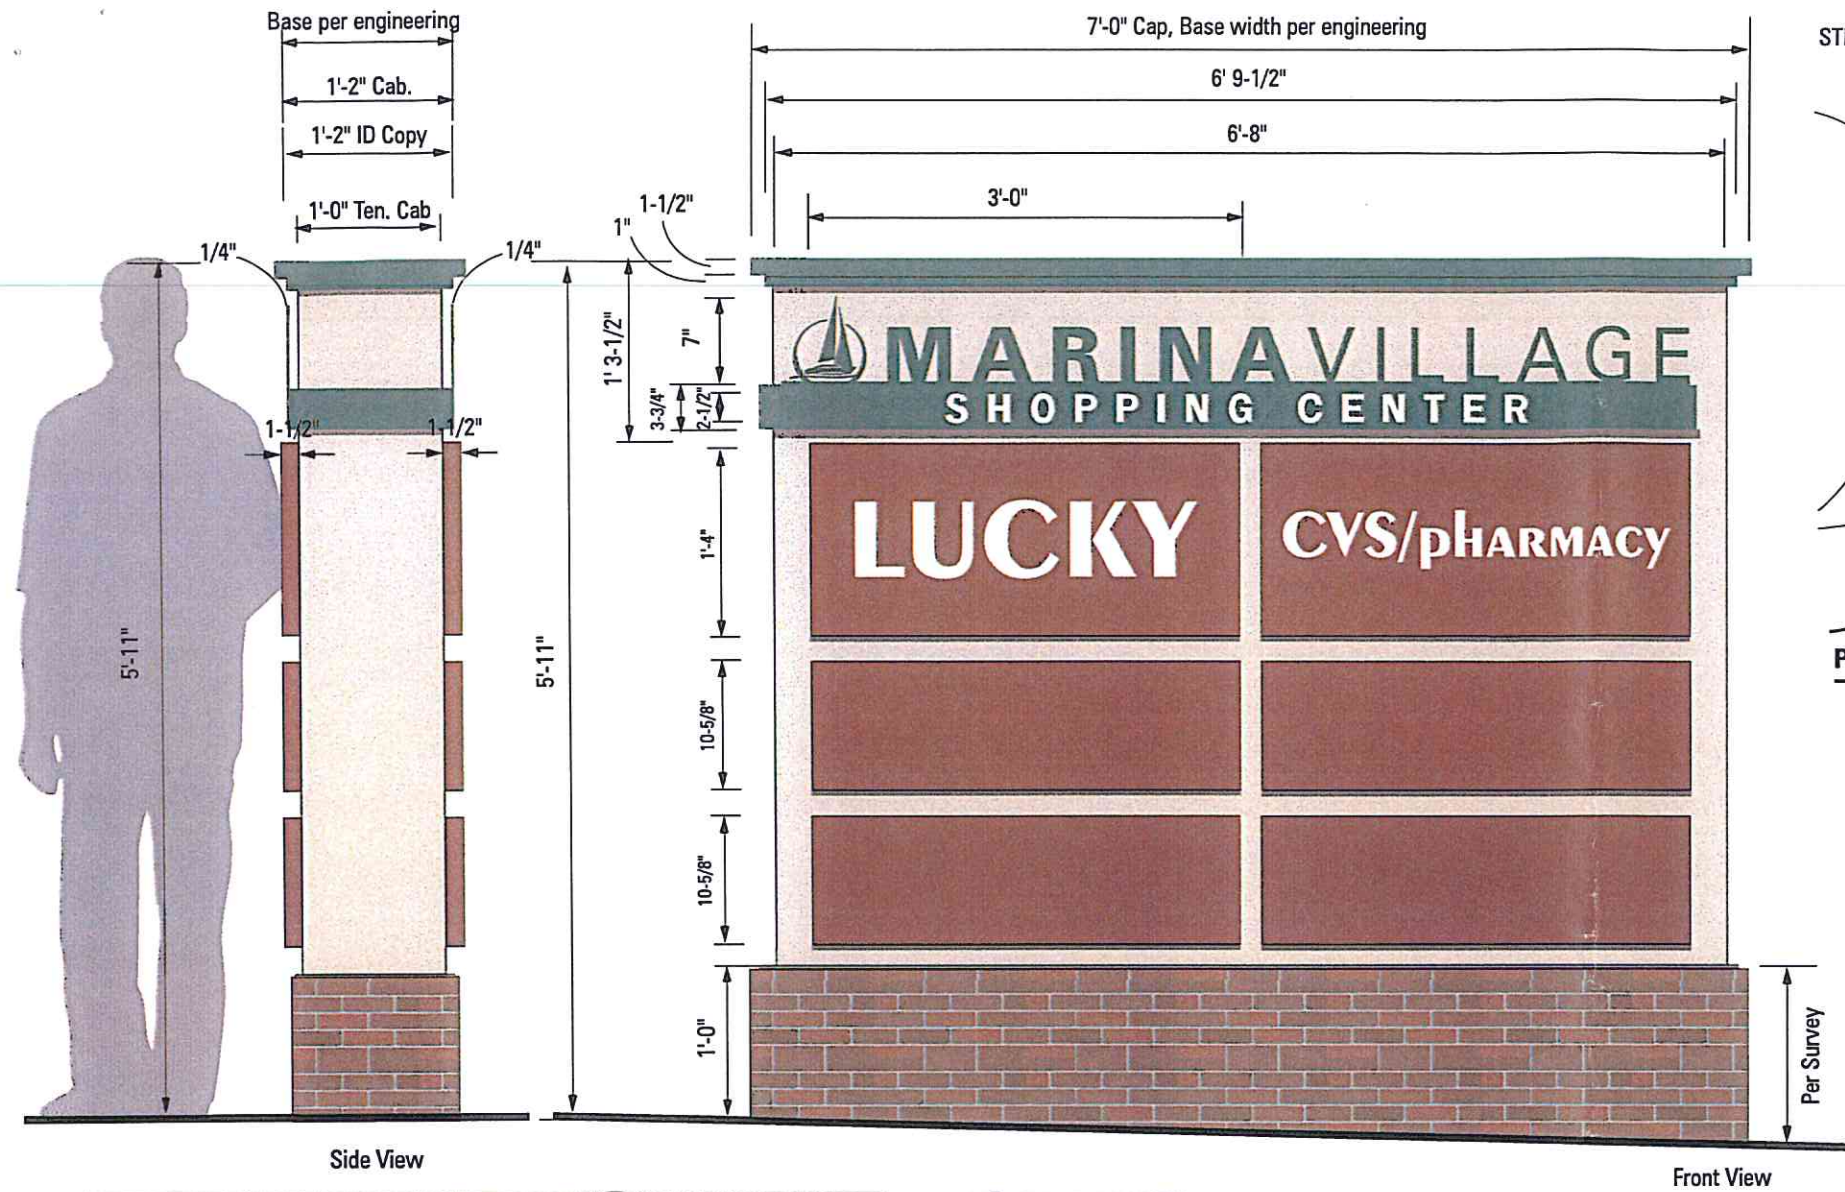 Base per engineering
1'-2" Cab.
1'-2" ID Copy
1'-0" Ten. Cab
1/4"
1/4"
1-1/2"
1-1/2"
5'-11"
5'-11"
Side View
7'-0" Cap, Base width per engineering
6' 9-1/2"
6'-8"
3'-0"
1-1/2"
1"
1' 3-1/2"
7"
3-3/4"
2-1/2"
1'-4"
10-5/8"
10-5/8"
1'-0"
MARINAVILLAGE
SHOPPING CENTER
LUCKY
CVS/pHARMACY
Per Survey
Front View